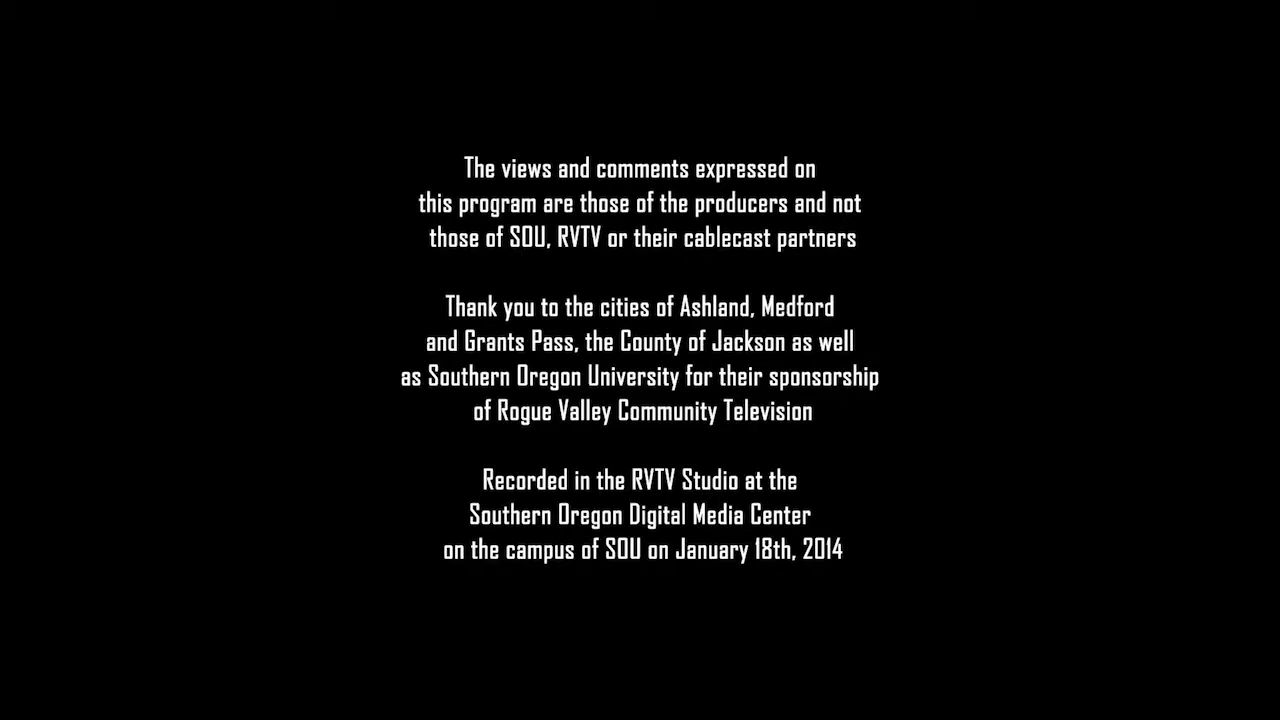 The views and comments expressed on
this program are those of the producers and not
those of SOU, RVTV or their cablecast partners
Thank you to the cities of Ashland, Medford
and Grants Pass, the County of Jackson as well
as Southern Oregon University for their sponsorship
of Rogue Valley Community Television
Recorded in the RVTV Studio at the
Southern Oregon Digital Media Center
on the campus of SOU on January 18th, 2014